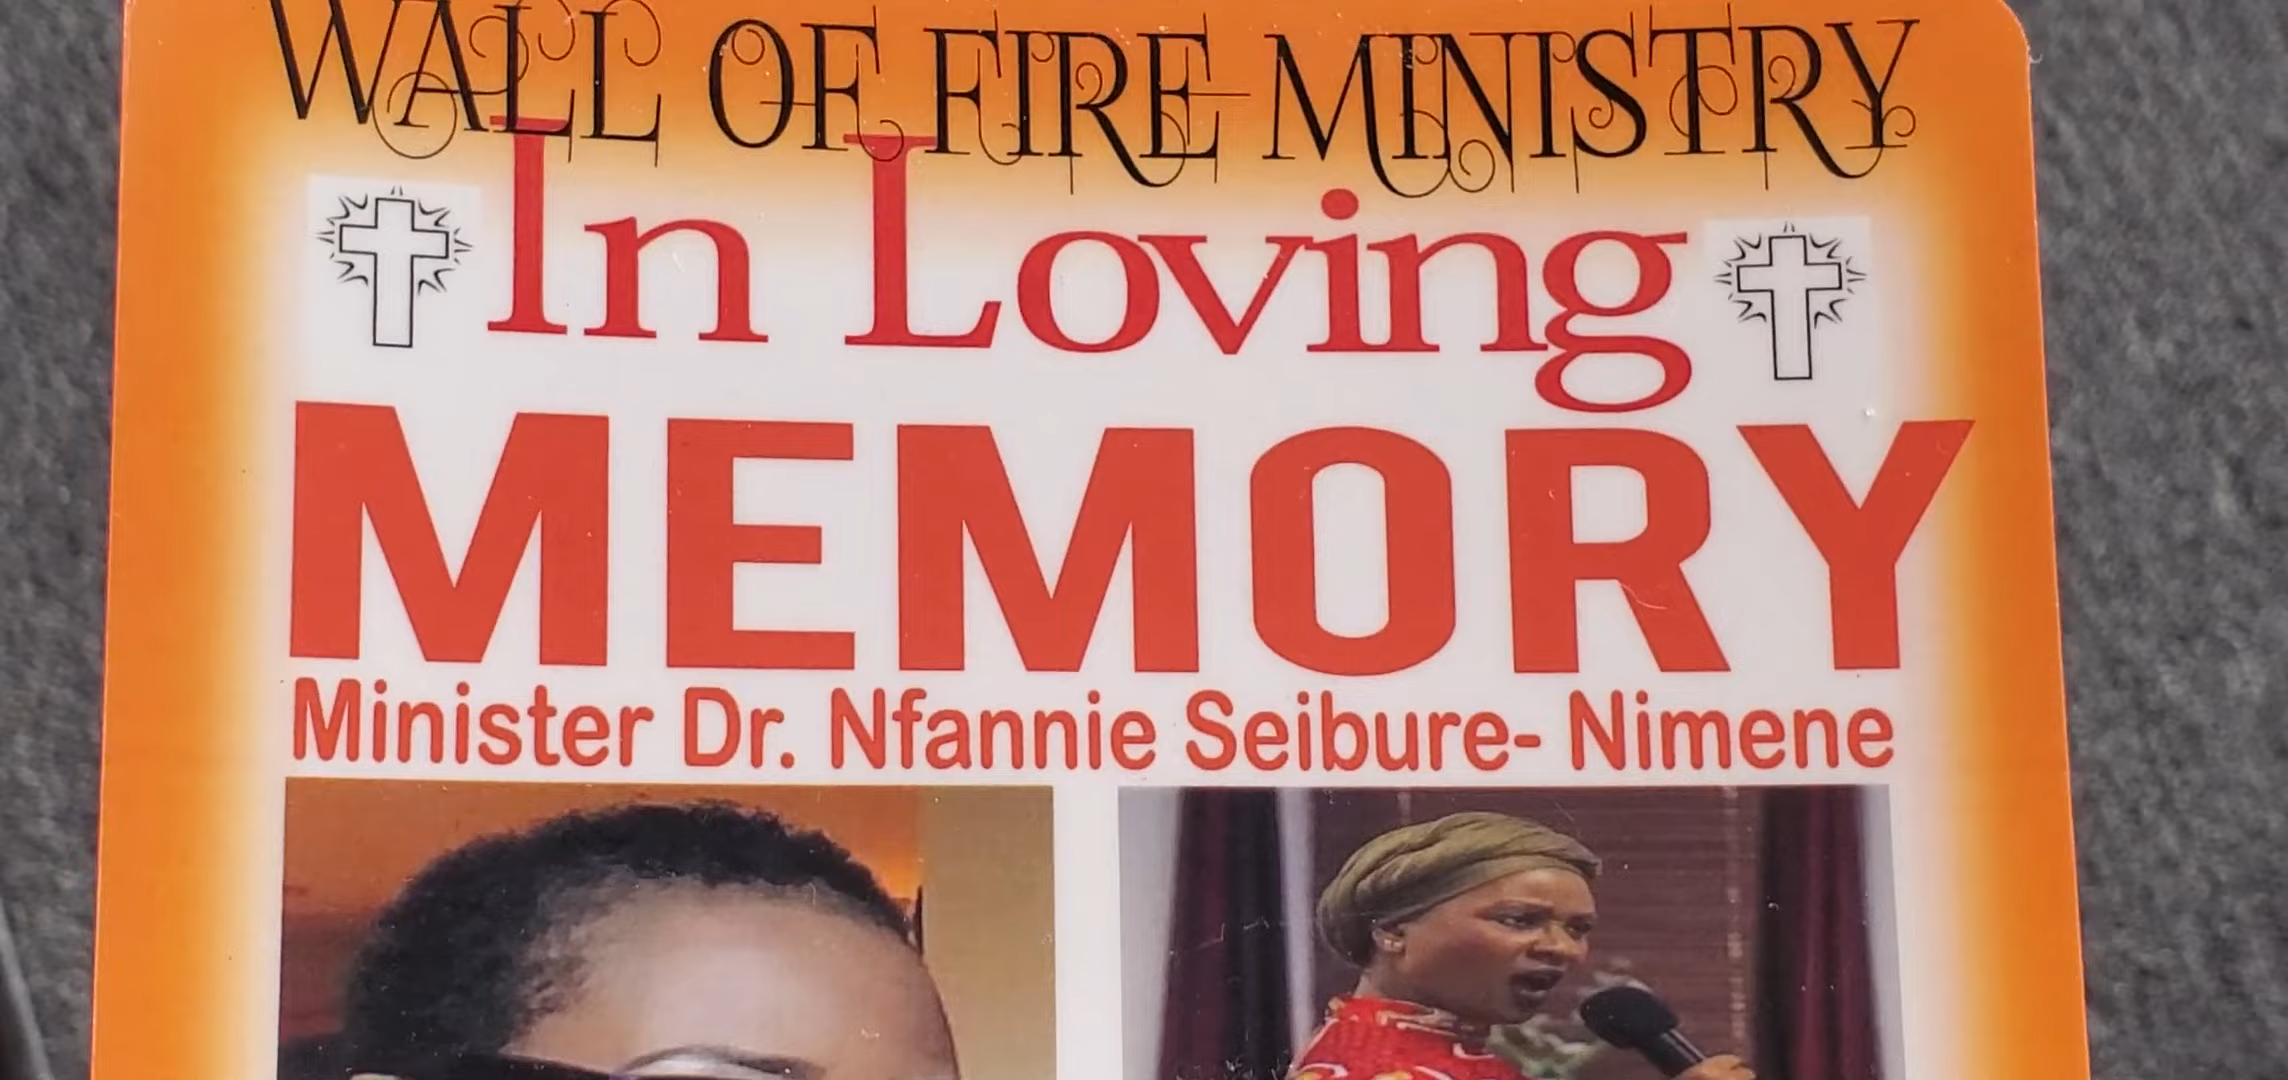 WALL OF FIRE MINISTRY
In Loving
MEMORY
Minister Dr. Nfannie Seibure- Nimene